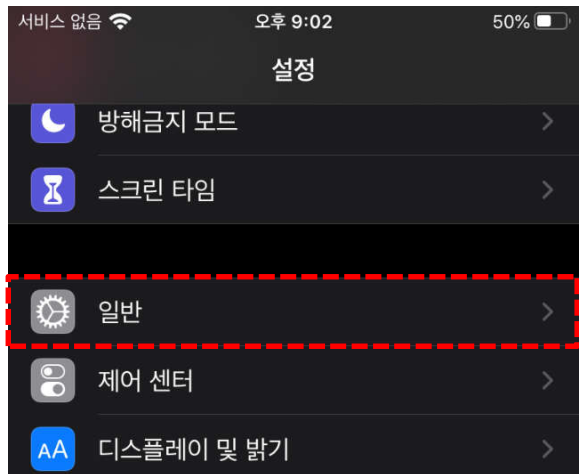 서비스 없음 오후 9:02 50%
설정
방해금지 모드
스크린 타임
일반
제어 센터
AA 디스플레이 및 밝기